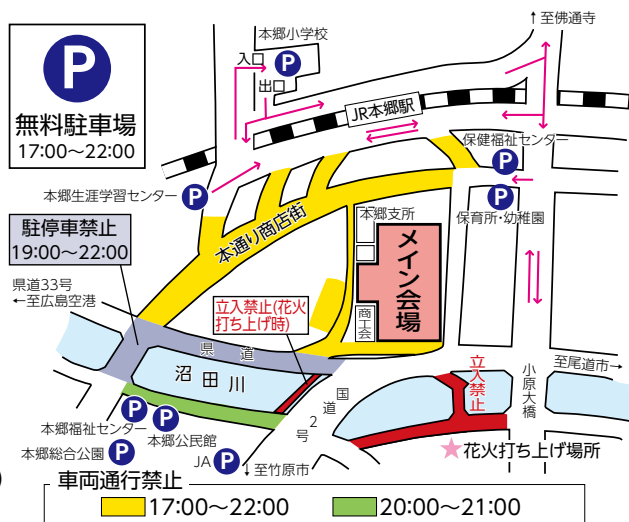 P
無料駐車場
17:00〜22:00
↑至佛通寺
本郷小学校
P
入口
出口
JR本郷駅
保健福祉センター
P
P
保育所・幼稚園
本郷生涯学習センター
P
本通り商店街
本郷支所
メイン会場
商工会
駐停車禁止
19:00〜22:00
県道33号
←至広島空港
立入禁止(花火
打ち上げ時)
県道
沼田川
国道2号
立入禁止
小原大橋
至尾道市→
P
P
本郷福祉センター
本郷公民館
本郷総合公園
P
JA
P
↓至竹原市
★花火打ち上げ場所
車両通行禁止
17:00〜22:00
20:00〜21:00